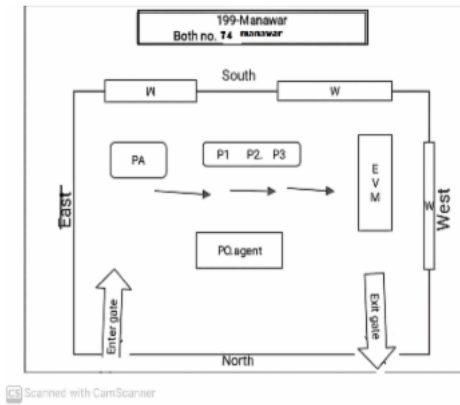 199-Manawar
Both no. 74 manawar
South
W
W
PA
P1 P2. P3
E
V
M
W
East
West
PO.agent
Enter gate
Exit gate
North
CS Scanned with CamScanner